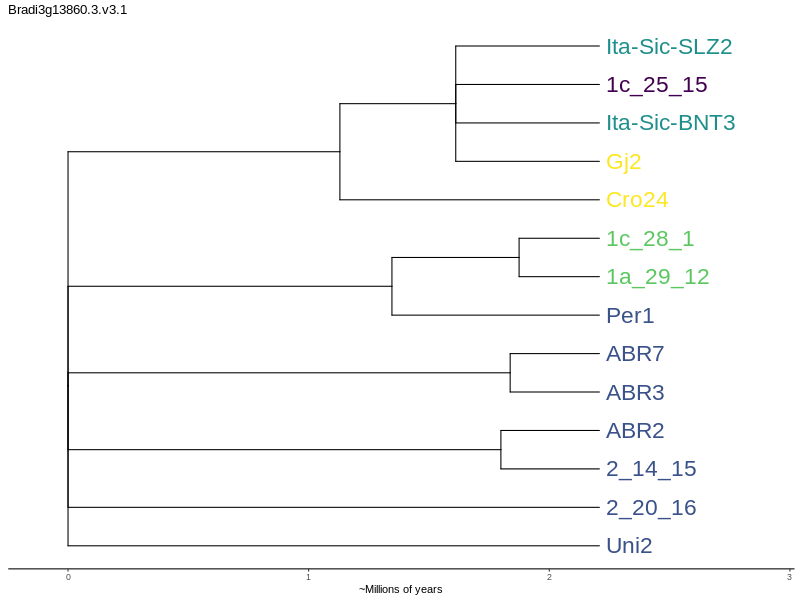 Bradi3g13860.3.v3.1
Ita-Sic-SLZ2
1c_25_15
Ita-Sic-BNT3
Gj2
Cro24
1c_28_1
1a_29_12
Per1
ABR7
ABR3
ABR2
2_14_15
2_20_16
Uni2
0 1 2 3
~Millions of years